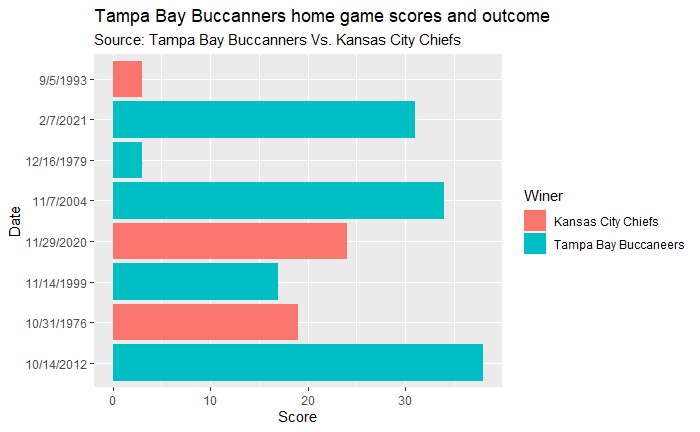 Tampa Bay Buccanners home game scores and outcome
Source: Tampa Bay Buccanners Vs. Kansas City Chiefs
9/5/1993
2/7/2021
12/16/1979
11/7/2004
11/29/2020
11/14/1999
10/31/1976
10/14/2012
Date
0 10 20 30
Score
Winer
Kansas City Chiefs
Tampa Bay Buccaneers